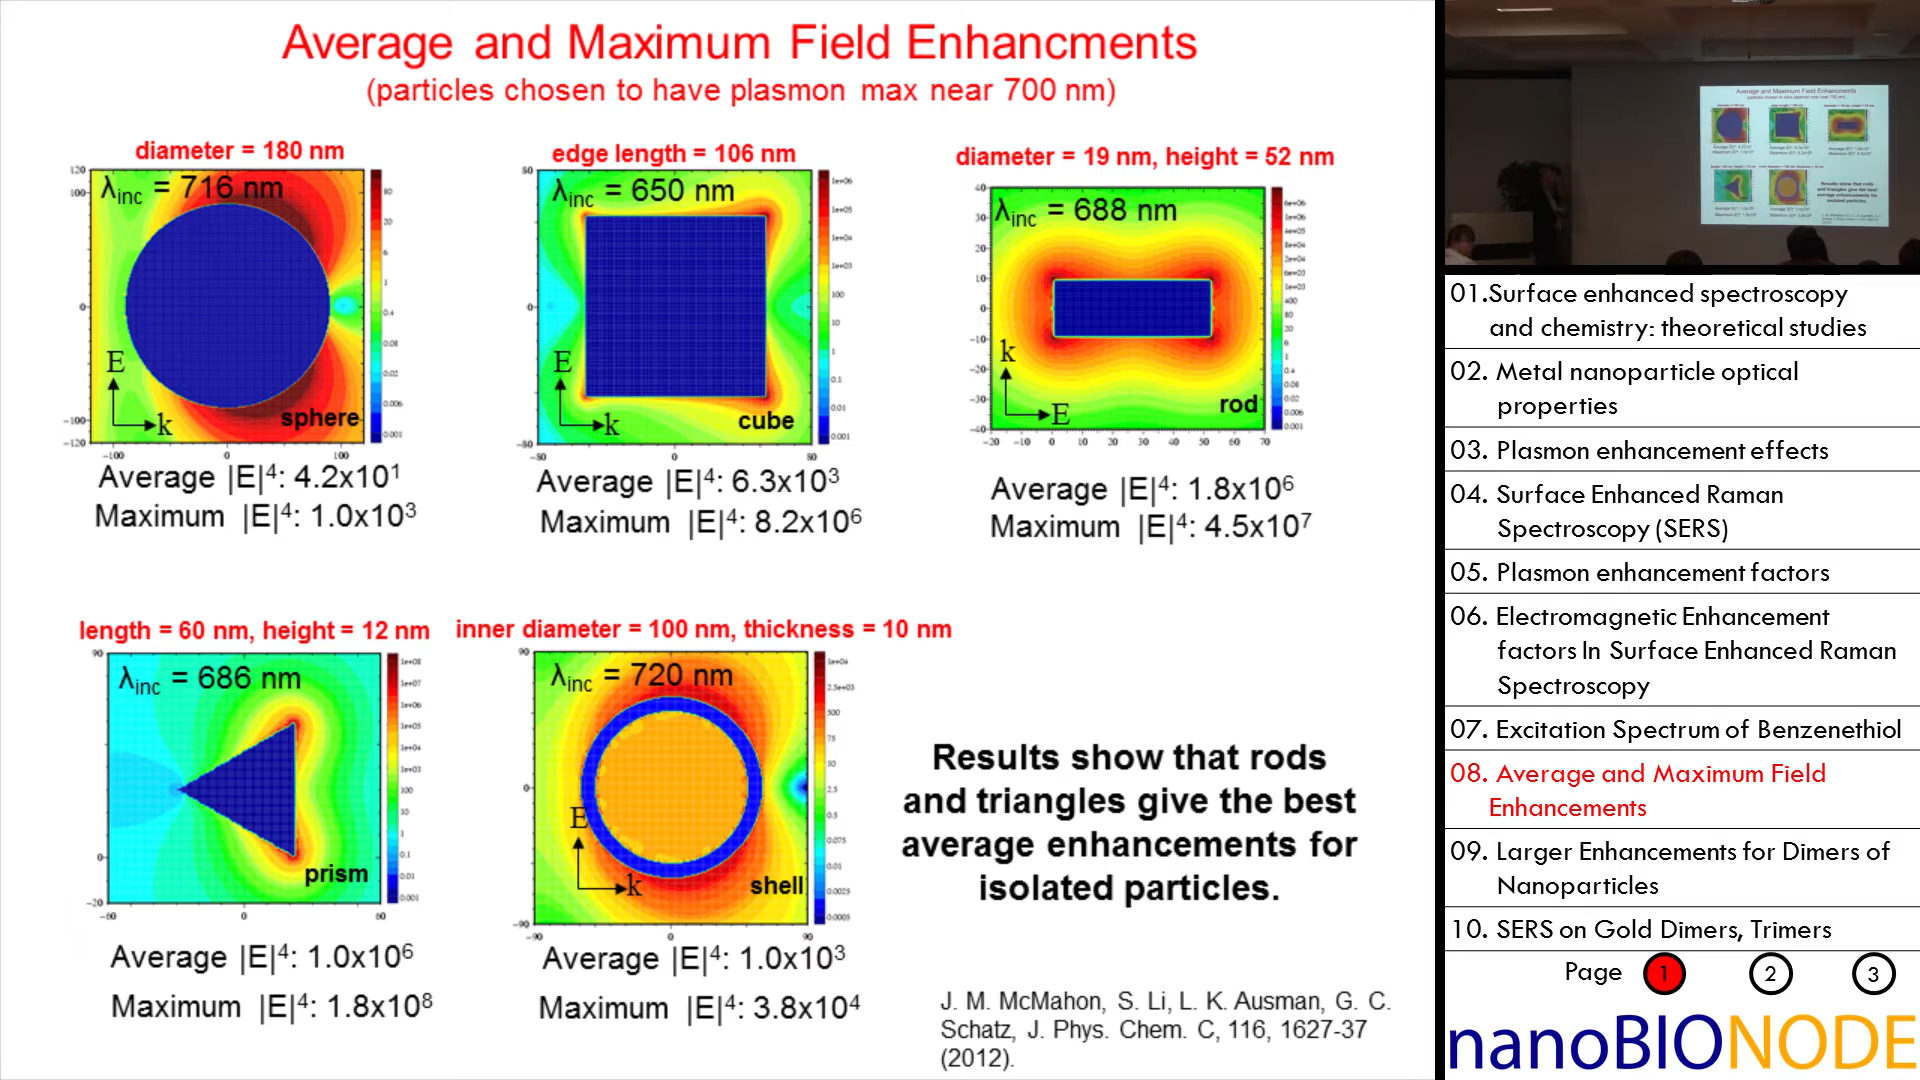 Average and Maximum Field Enhancments
(particles chosen to have plasmon max near 700 nm)
diameter = 180 nm
λinc = 716 nm
E
k
sphere
Average |E|4: 4.2x10¹
Maximum |E|4: 1.0x10³
edge length = 106 nm
λinc = 650 nm
E
k
cube
Average |E|4: 6.3x10³
Maximum |E|4: 8.2x10⁶
diameter = 19 nm, height = 52 nm
λinc = 688 nm
k
E
rod
Average |E|4: 1.8x10⁶
Maximum |E|4: 4.5x10⁷
length = 60 nm, height = 12 nm
λinc = 686 nm
prism
Average |E|4: 1.0x10⁶
Maximum |E|4: 1.8x10⁸
inner diameter = 100 nm, thickness = 10 nm
λinc = 720 nm
E
k
shell
Average |E|4: 1.0x10³
Maximum |E|4: 3.8x10⁴
Results show that rods
and triangles give the best
average enhancements for
isolated particles.
J. M. McMahon, S. Li, L. K. Ausman, G. C.
Schatz, J. Phys. Chem. C, 116, 1627-37
(2012).
01.Surface enhanced spectroscopy
and chemistry: theoretical studies
02. Metal nanoparticle optical
properties
03. Plasmon enhancement effects
04. Surface Enhanced Raman
Spectroscopy (SERS)
05. Plasmon enhancement factors
06. Electromagnetic Enhancement
factors In Surface Enhanced Raman
Spectroscopy
07. Excitation Spectrum of Benzenethiol
08. Average and Maximum Field
Enhancements
09. Larger Enhancements for Dimers of
Nanoparticles
10. SERS on Gold Dimers, Trimers
Page 1 2 3
nanoBIONODE